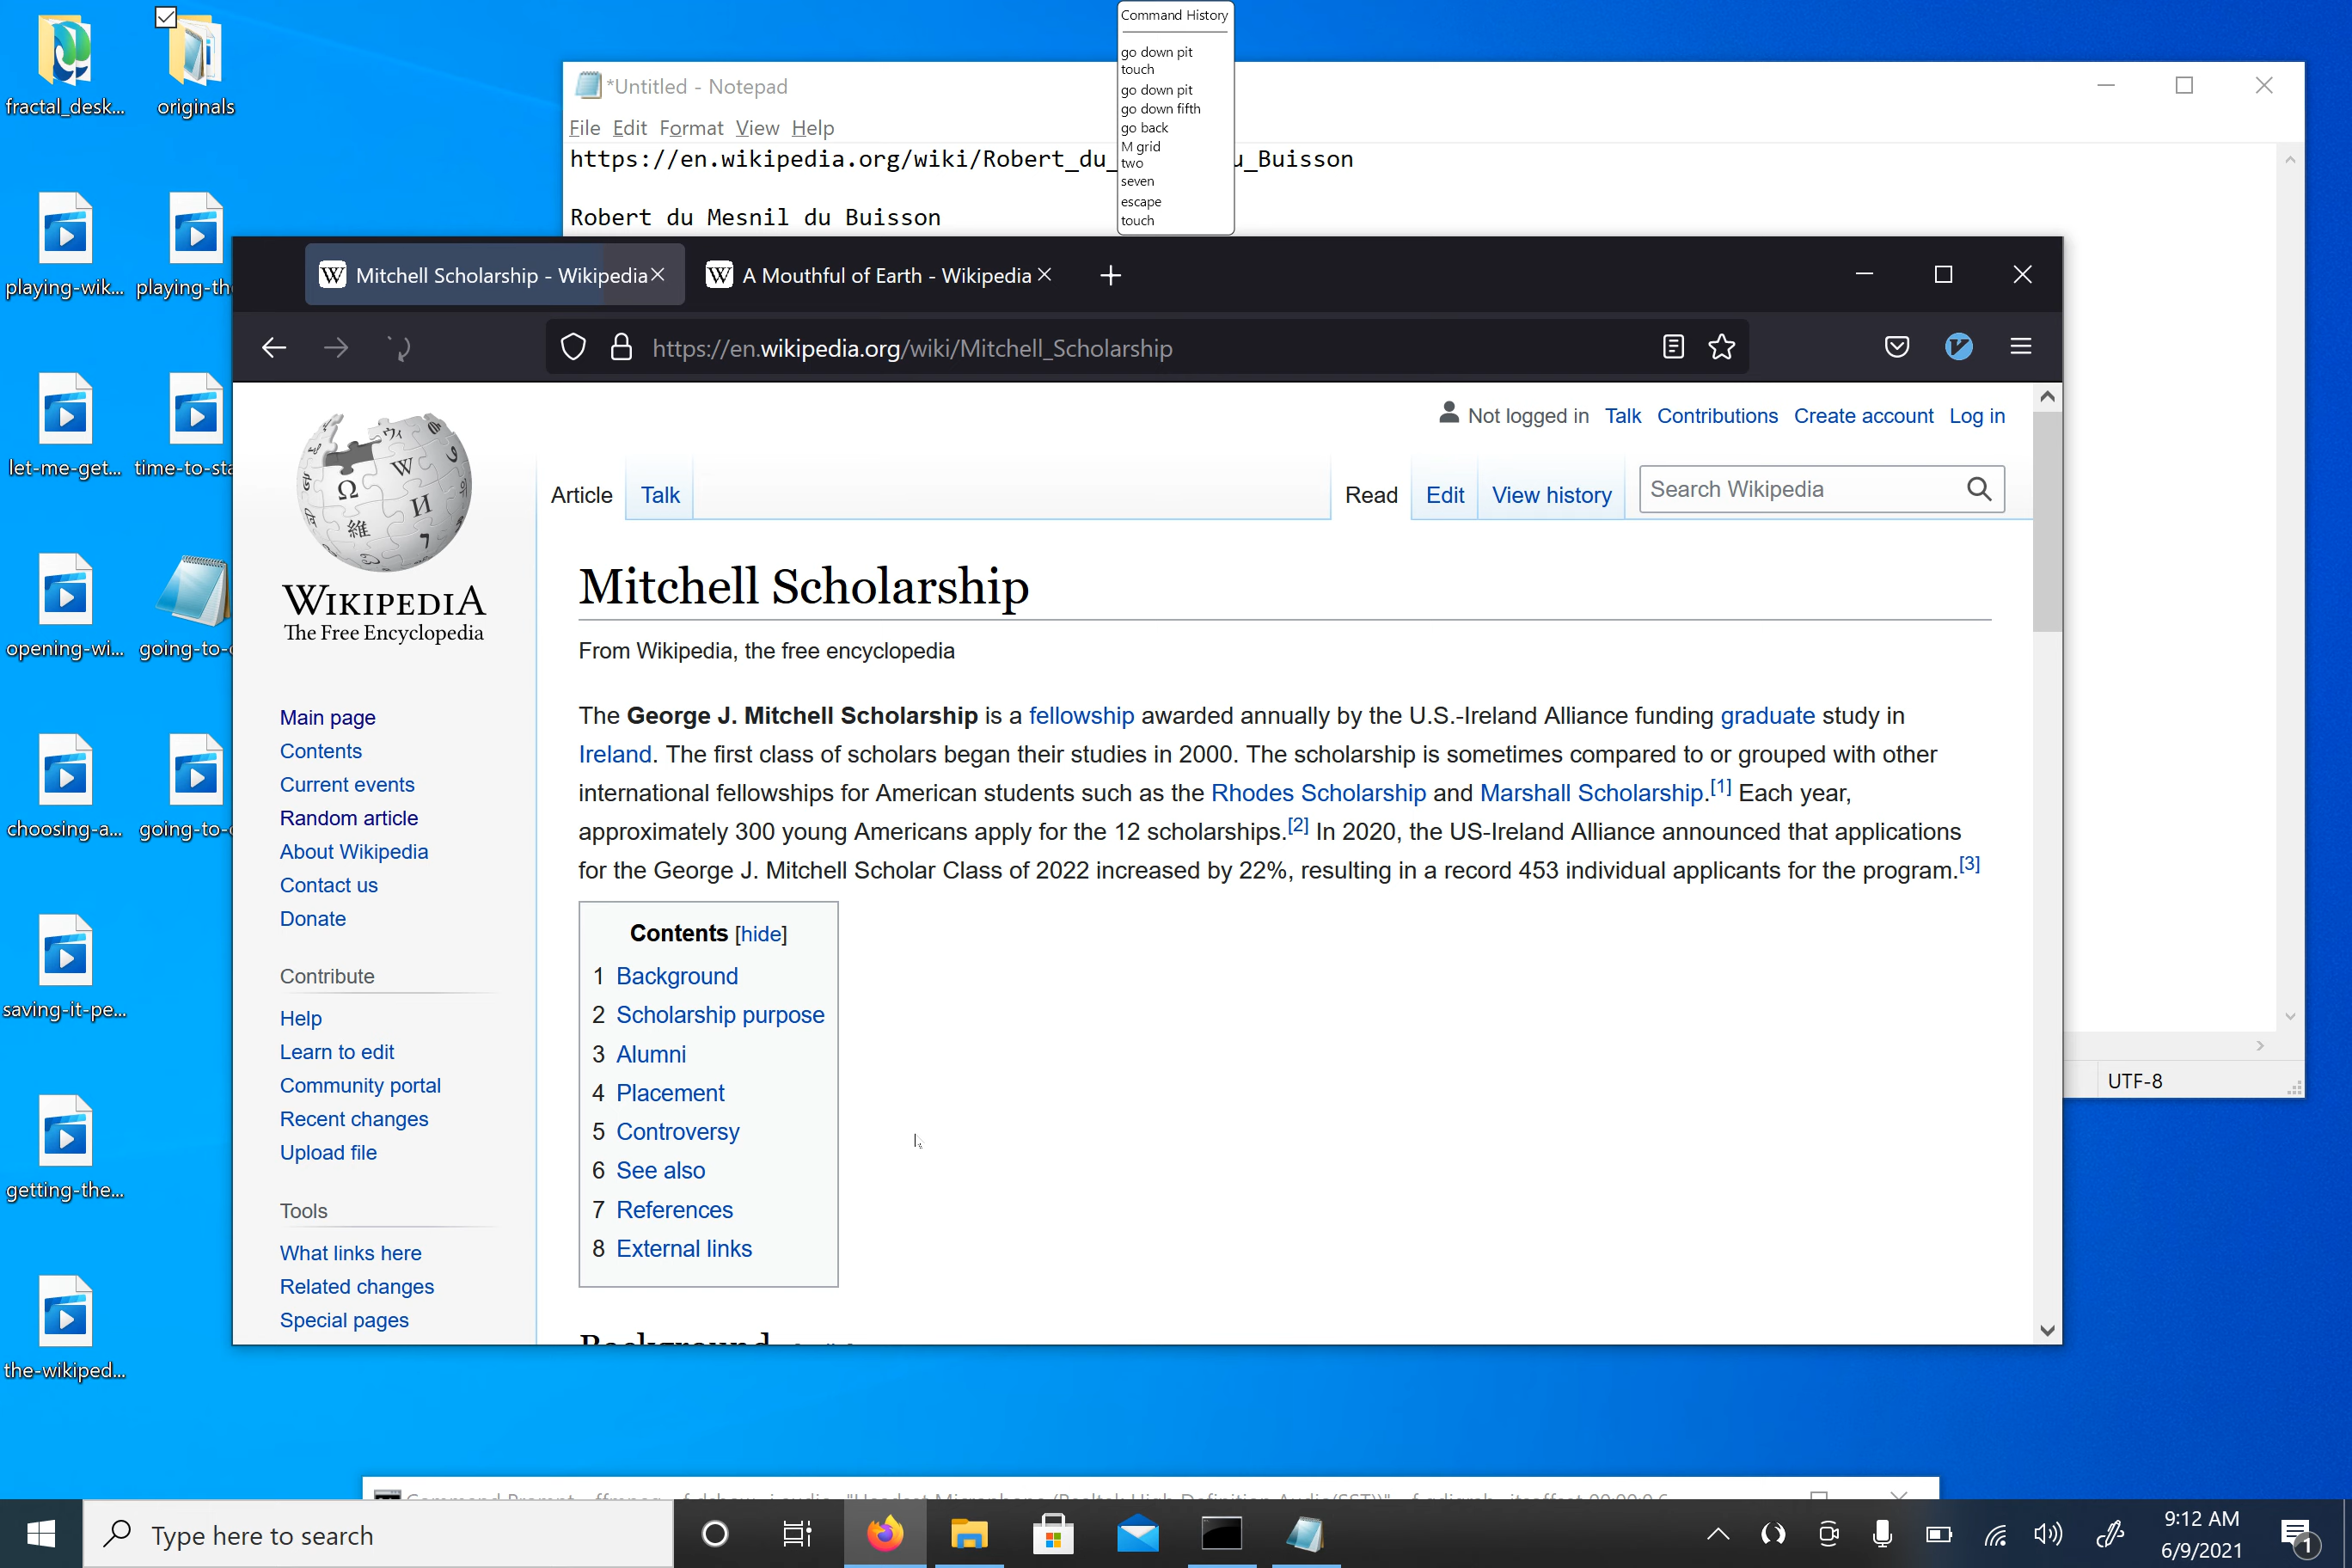 fractal_desk...
originals
playing-wik...
playing-th
let-me-get...
time-to-sta
opening-wi...
going-to-
choosing-a...
going-to-
saving-it-pe...
getting-the...
the-wikiped...
Command History
go down pit
touch
go down pit
go down fifth
go back
M grid
two
seven
escape
touch
*Untitled - Notepad
File Edit Format View Help
https://en.wikipedia.org/wiki/Robert_du_ u_Buisson
Robert du Mesnil du Buisson
UTF-8
Mitchell Scholarship - Wikipedia
A Mouthful of Earth - Wikipedia
https://en.wikipedia.org/wiki/Mitchell_Scholarship
WIKIPEDIA
The Free Encyclopedia
Main page
Contents
Current events
Random article
About Wikipedia
Contact us
Donate
Contribute
Help
Learn to edit
Community portal
Recent changes
Upload file
Tools
What links here
Related changes
Special pages
Not logged in Talk Contributions Create account Log in
Article Talk Read Edit View history Search Wikipedia
Mitchell Scholarship
From Wikipedia, the free encyclopedia
The George J. Mitchell Scholarship is a fellowship awarded annually by the U.S.-Ireland Alliance funding graduate study in
Ireland. The first class of scholars began their studies in 2000. The scholarship is sometimes compared to or grouped with other
international fellowships for American students such as the Rhodes Scholarship and Marshall Scholarship.[1] Each year,
approximately 300 young Americans apply for the 12 scholarships.[2] In 2020, the US-Ireland Alliance announced that applications
for the George J. Mitchell Scholar Class of 2022 increased by 22%, resulting in a record 453 individual applicants for the program.[3]
Contents [hide]
1 Background
2 Scholarship purpose
3 Alumni
4 Placement
5 Controversy
6 See also
7 References
8 External links
Background
Type here to search
9:12 AM
6/9/2021
1